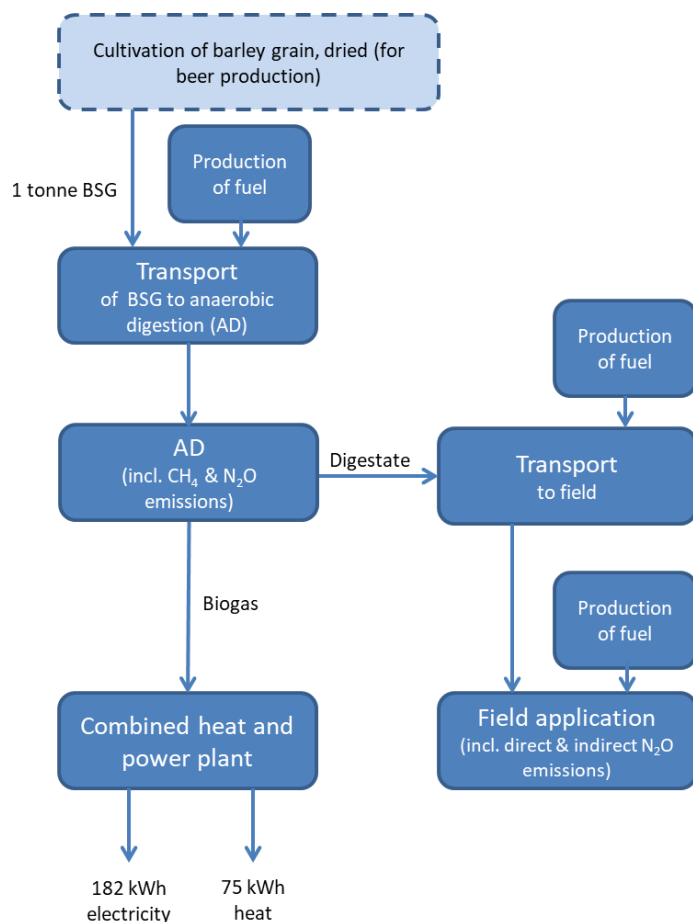 Cultivation of barley grain, dried (for
beer production)
1 tonne BSG
Production
of fuel
Transport
of BSG to anaerobic
digestion (AD)
Production
of fuel
AD
(incl. CH₄ & N₂O
emissions)
Digestate
Transport
to field
Biogas
Production
of fuel
Combined heat and
power plant
Field application
(incl. direct & indirect N₂O
emissions)
182 kWh
electricity
75 kWh
heat